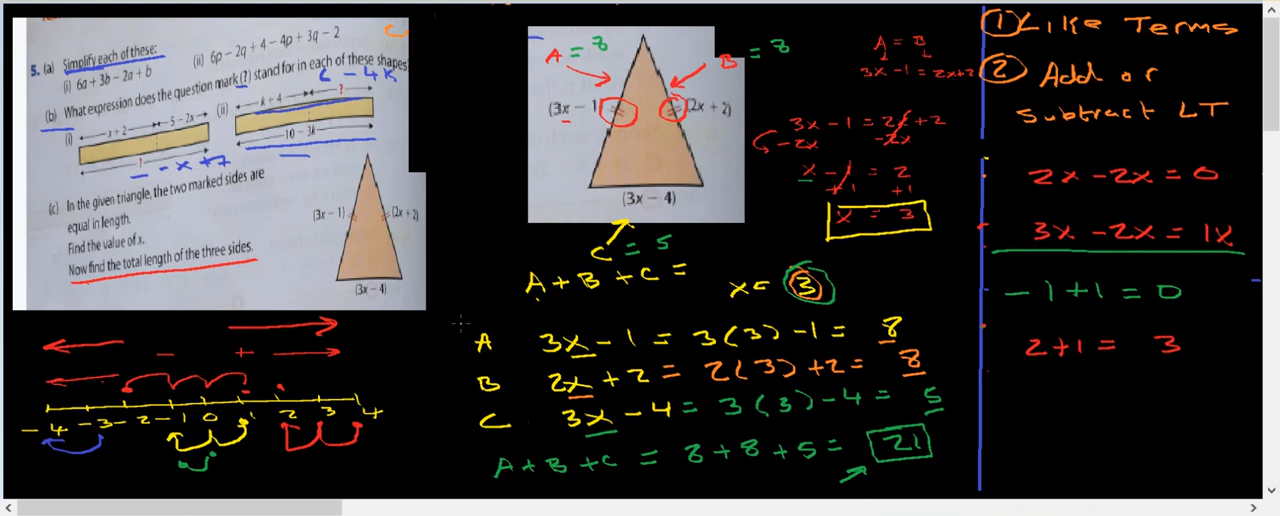 5. (a) Simplify each of these:
(i) 6a + 3b − 2a + b
(ii) 6p − 2q + 4 − 4p + 3q − 2
(b) What expression does the question mark (?) stand for in each of these shapes
(i)
x + 2
5 − 2x
?
− x + 7
(ii)
k + 4
?
10 − 3k
− 4k
(c) In the given triangle, the two marked sides are
equal in length.
Find the value of x.
Now find the total length of the three sides.
(3x − 1)
(2x + 2)
(3x − 4)
− +
−4 −3 −2 −1 0 1 2 3 4
A = 8
B = 8
(3x − 1
(2x + 2)
(3x − 4)
C = 5
A + B + C =
x = 3
A 3x − 1 = 3(3) − 1 = 8
B 2x + 2 = 2(3) + 2 = 8
C 3x − 4 = 3(3) − 4 = 5
A + B + C = 8 + 8 + 5 = 21
A = B
3x − 1 = 2x + 2
3x − 1 = 2x + 2
− 2x − 2x
x − 1 = 2
+ 1 + 1
x = 3
1 Like Terms
2 Add or
Subtract LT
2x − 2x = 0
3x − 2x = 1x
− 1 + 1 = 0
2 + 1 = 3